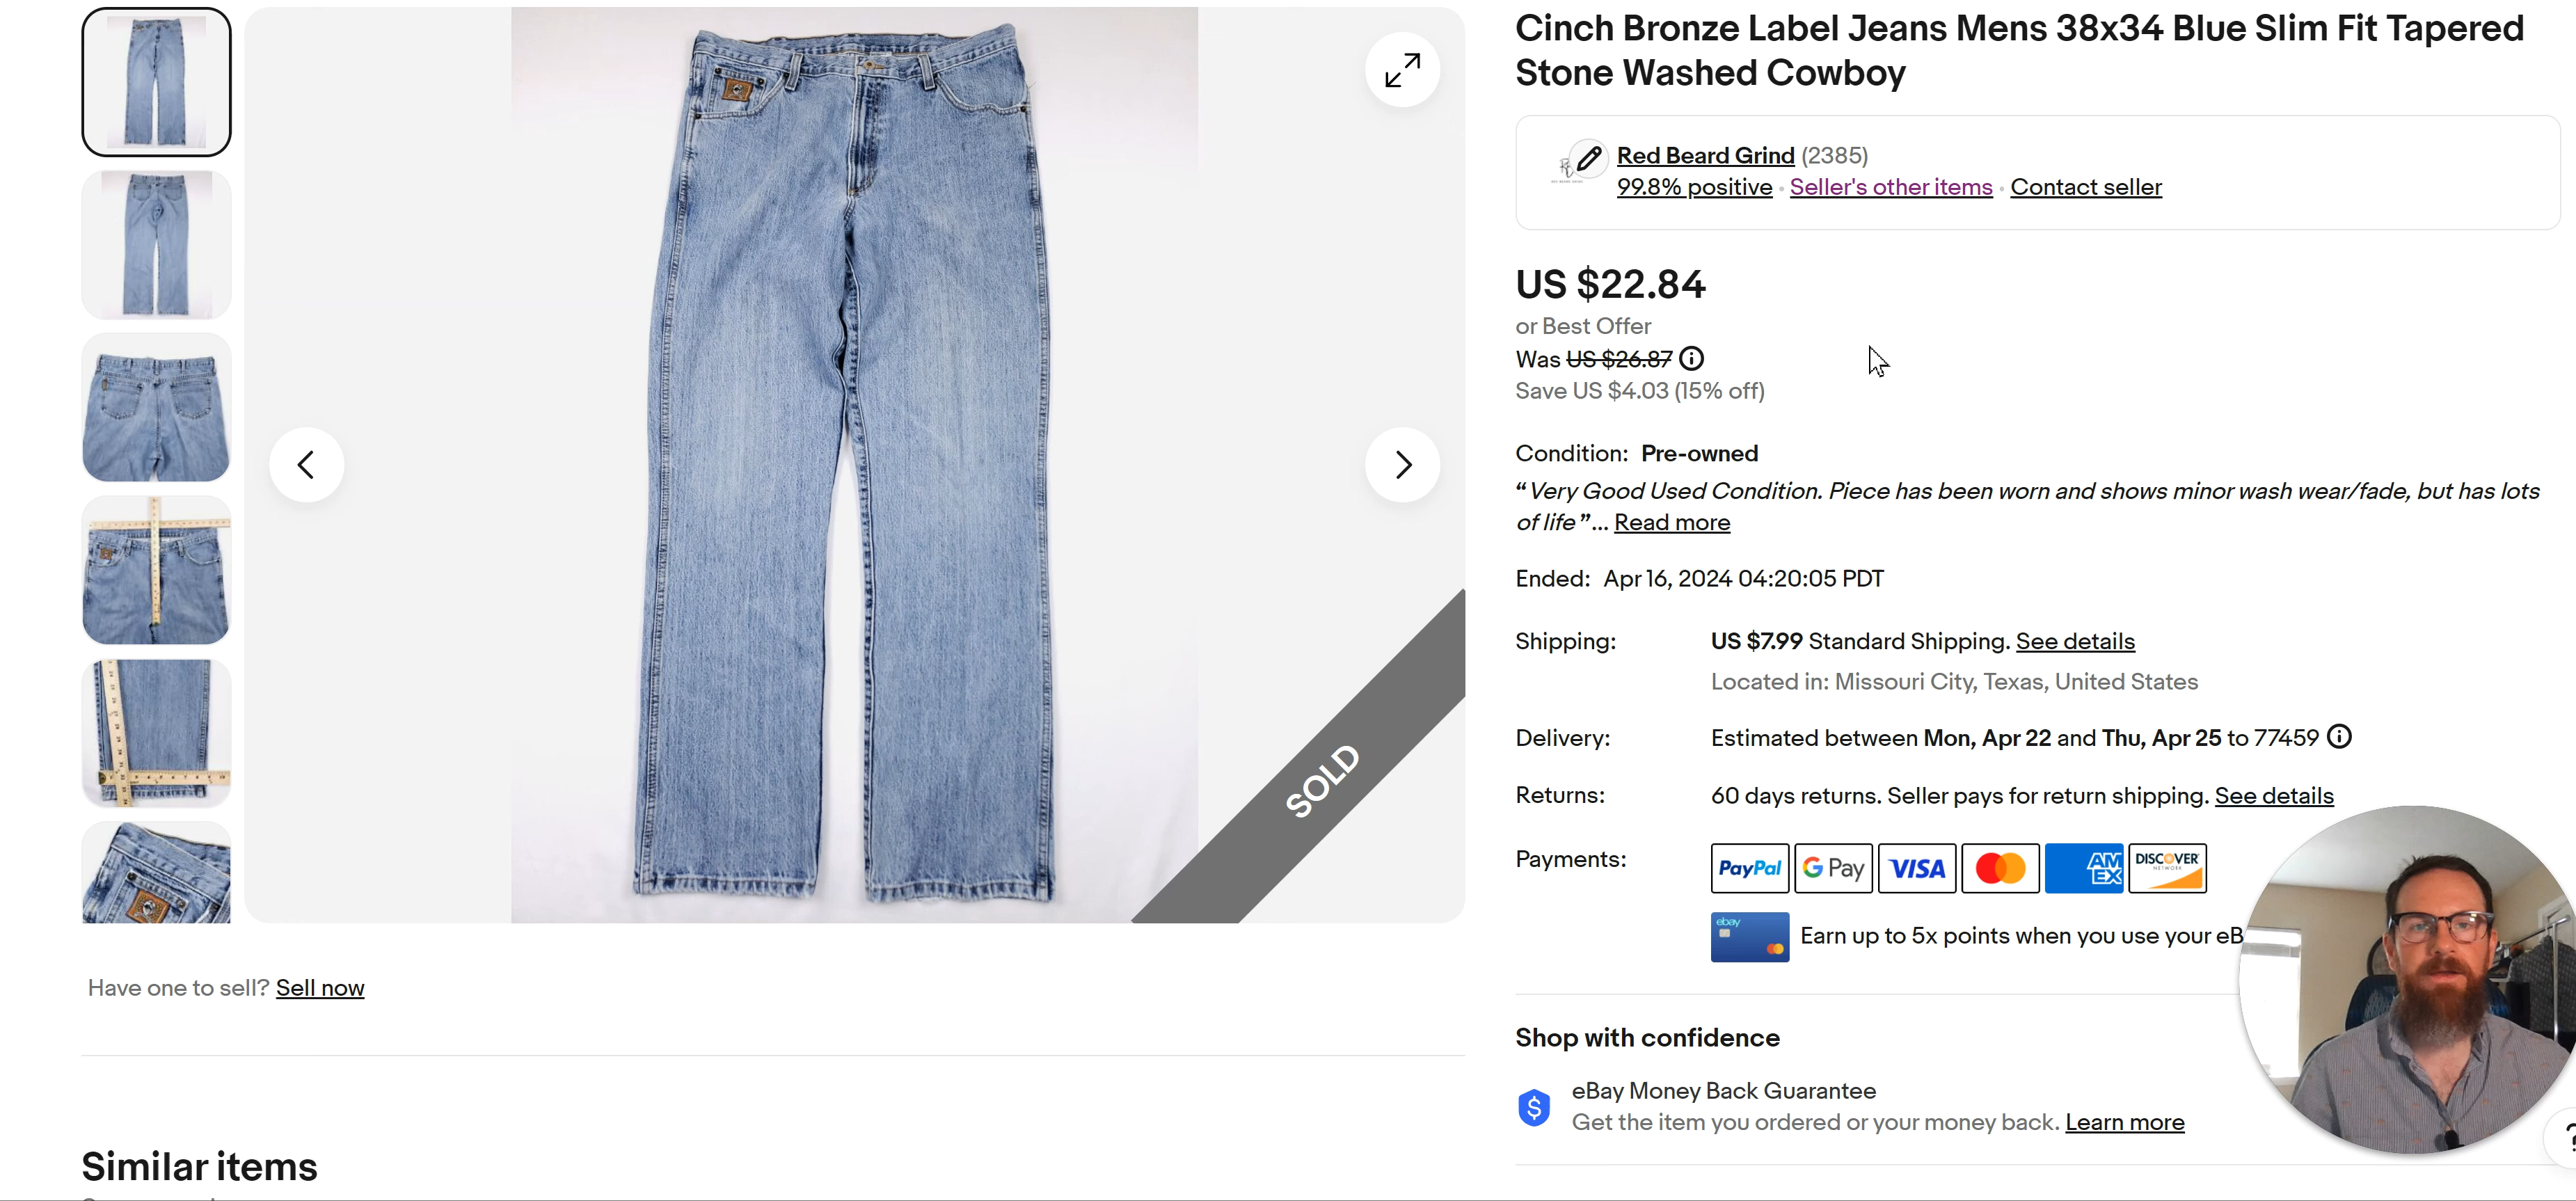 Cinch Bronze Label Jeans Mens 38x34 Blue Slim Fit Tapered
Stone Washed Cowboy
Red Beard Grind (2385)
99.8% positive · Seller's other items · Contact seller
US $22.84
or Best Offer
Was US $26.87
Save US $4.03 (15% off)
Condition: Pre-owned
“Very Good Used Condition. Piece has been worn and shows minor wash wear/fade, but has lots
of life”... Read more
Ended: Apr 16, 2024 04:20:05 PDT
Shipping: US $7.99 Standard Shipping. See details
Located in: Missouri City, Texas, United States
Delivery: Estimated between Mon, Apr 22 and Thu, Apr 25 to 77459
Returns: 60 days returns. Seller pays for return shipping. See details
Payments: PayPal G Pay VISA AM EX DISCOVER NETWORK
ebay Earn up to 5x points when you use your eB
Shop with confidence
eBay Money Back Guarantee
Get the item you ordered or your money back. Learn more
SOLD
Have one to sell? Sell now
Similar items